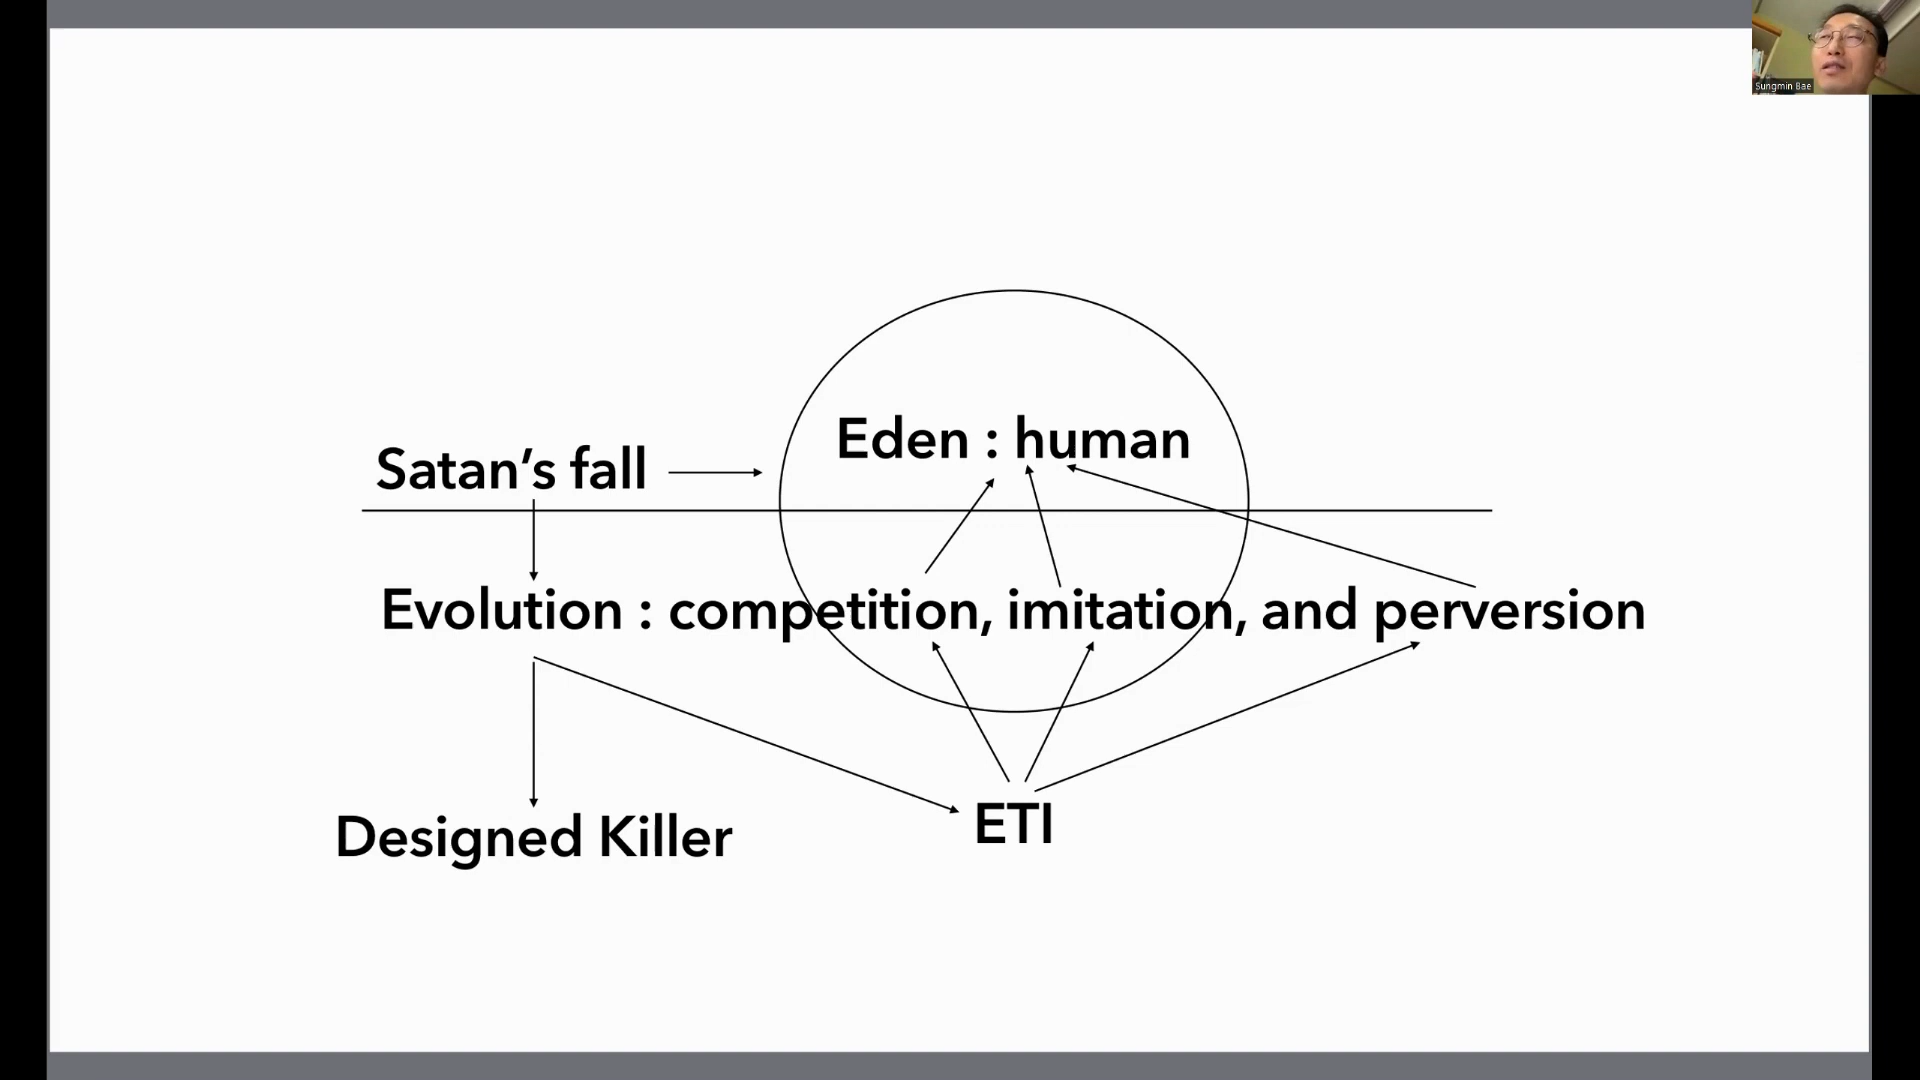 Sungmin Bae
Eden : human
Satan’s fall
Evolution : competition, imitation, and perversion
Designed Killer
ETI